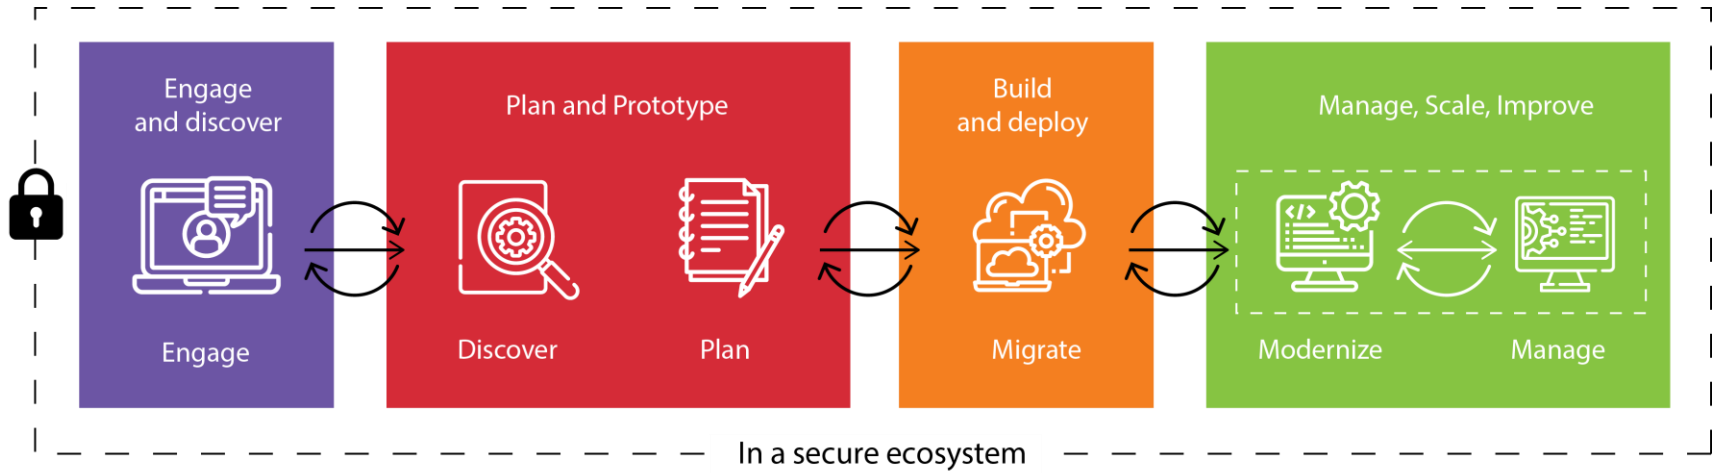 Engage
and discover
Engage
Plan and Prototype
Discover
Plan
Build
and deploy
Migrate
Manage, Scale, Improve
</>
Modernize
Manage
In a secure ecosystem